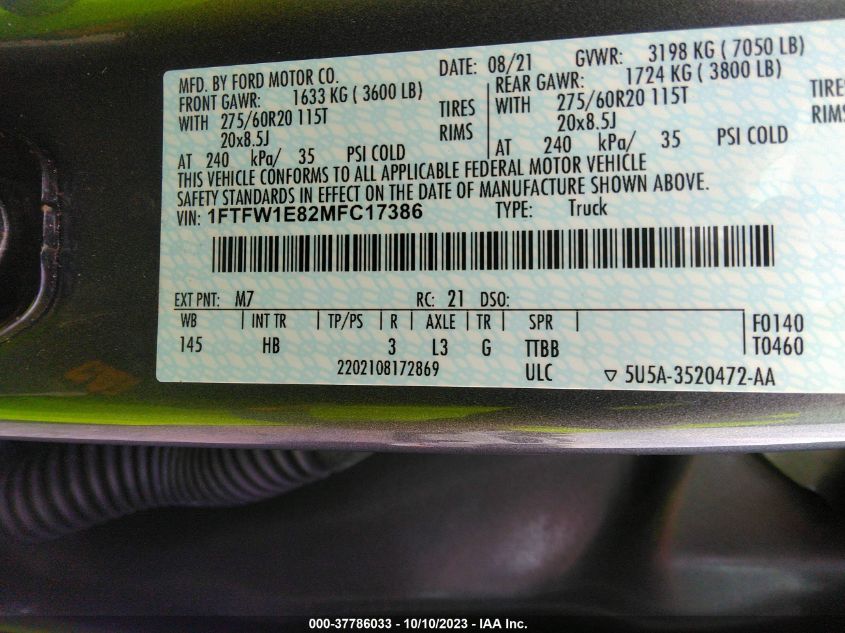 MFD. BY FORD MOTOR CO. DATE: 08/21 GVWR: 3198 KG ( 7050 LB)
FRONT GAWR: 1633 KG ( 3600 LB) REAR GAWR: 1724 KG ( 3800 LB)
WITH 275/60R20 115T TIRES WITH 275/60R20 115T TIRES
20x8.5J RIMS 20x8.5J RIMS
AT 240 kPa/ 35 PSI COLD AT 240 kPa/ 35 PSI COLD
THIS VEHICLE CONFORMS TO ALL APPLICABLE FEDERAL MOTOR VEHICLE
SAFETY STANDARDS IN EFFECT ON THE DATE OF MANUFACTURE SHOWN ABOVE.
VIN: 1FTFW1E82MFC17386 TYPE: Truck
EXT PNT: M7 RC: 21 DSO:
WB | INT TR | TP/PS | R | AXLE | TR | SPR | F0140
145 HB 3 L3 G TTBB T0460
2202108172869 ULC ▽ 5U5A-3520472-AA
000-37786033 - 10/10/2023 - IAA Inc.